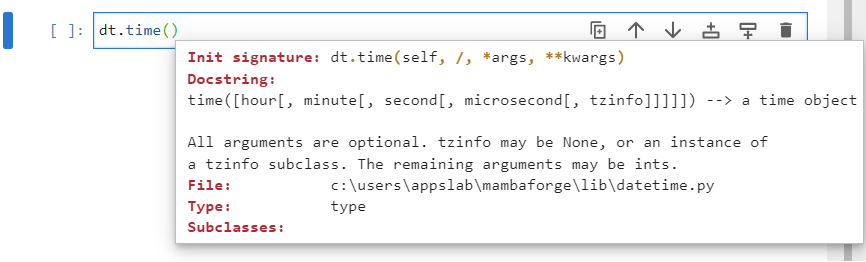 [ ]: dt.time()
Init signature: dt.time(self, /, *args, **kwargs)
Docstring:
time([hour[, minute[, second[, microsecond[, tzinfo]]]]]) --> a time object
All arguments are optional. tzinfo may be None, or an instance of
a tzinfo subclass. The remaining arguments may be ints.
File: c:\users\appslab\mambaforge\lib\datetime.py
Type: type
Subclasses: